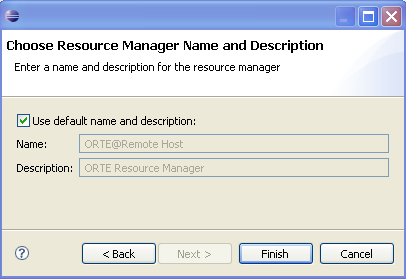 Choose Resource Manager Name and Description
Enter a name and description for the resource manager
Use default name and description:
Name: ORTE@Remote Host
Description: ORTE Resource Manager
? < Back Next > Finish Cancel